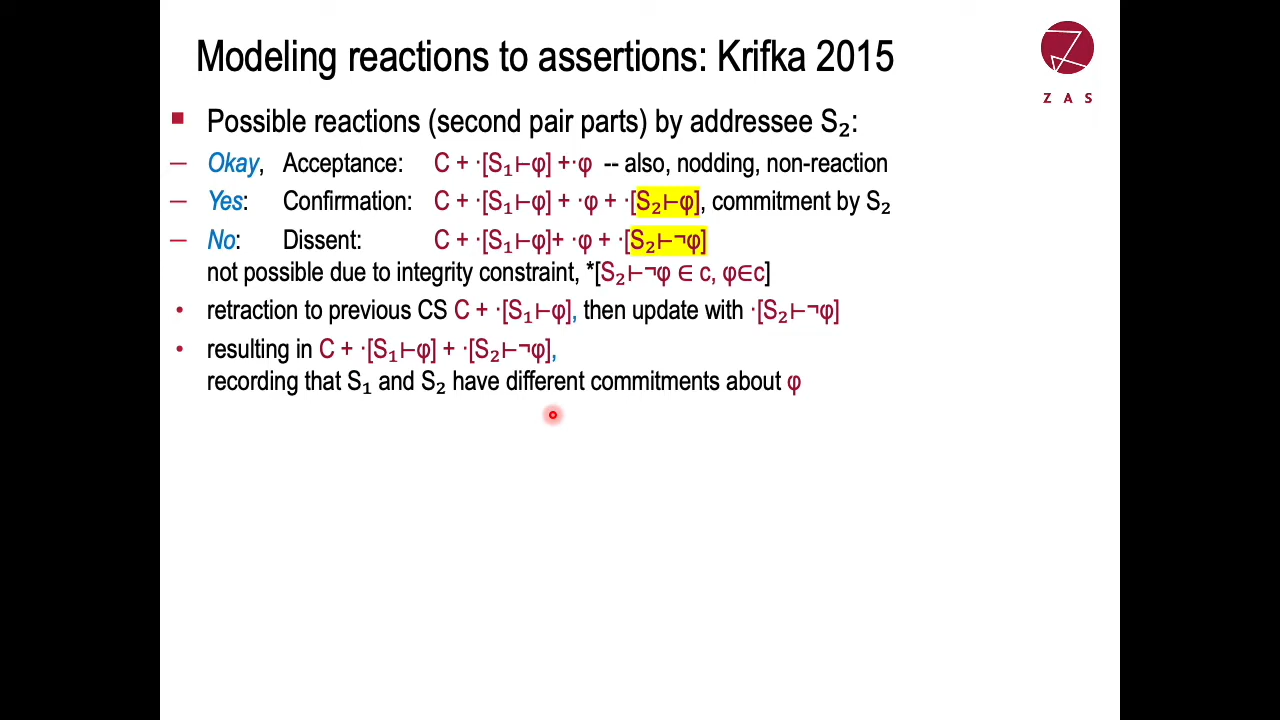 Modeling reactions to assertions: Krifka 2015
Z A S
■ Possible reactions (second pair parts) by addressee S₂:
– Okay, Acceptance: C + ·[S₁⊢φ] +·φ -- also, nodding, non-reaction
– Yes: Confirmation: C + ·[S₁⊢φ] + ·φ + ·[S₂⊢φ], commitment by S₂
– No: Dissent: C + ·[S₁⊢φ]+ ·φ + ·[S₂⊢¬φ]
not possible due to integrity constraint, *[S₂⊢¬φ ∈ c, φ∈c]
• retraction to previous CS C + ·[S₁⊢φ], then update with ·[S₂⊢¬φ]
• resulting in C + ·[S₁⊢φ] + ·[S₂⊢¬φ],
recording that S₁ and S₂ have different commitments about φ